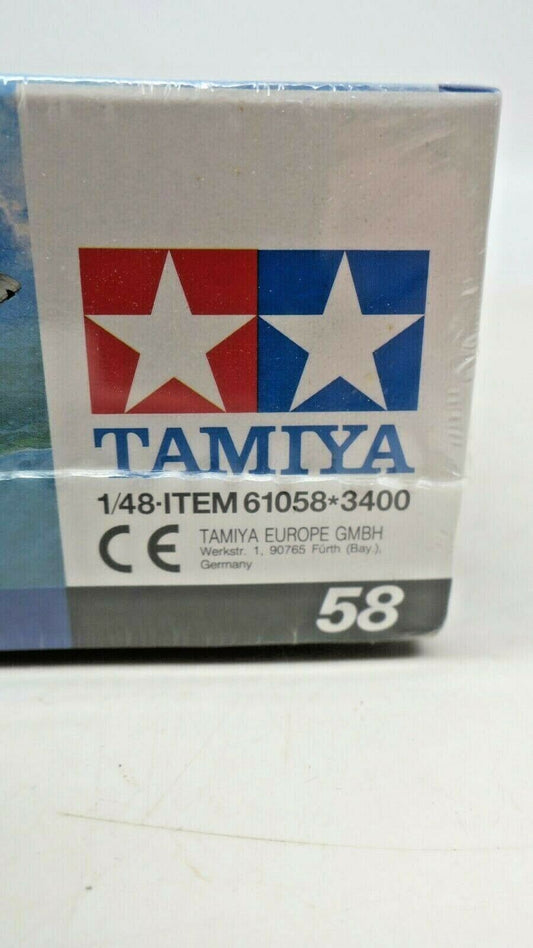 TAMIYA
1/48·ITEM 61058*3400
CE TAMIYA EUROPE GMBH
Werkstr. 1, 90765 Fürth (Bay.),
Germany
58